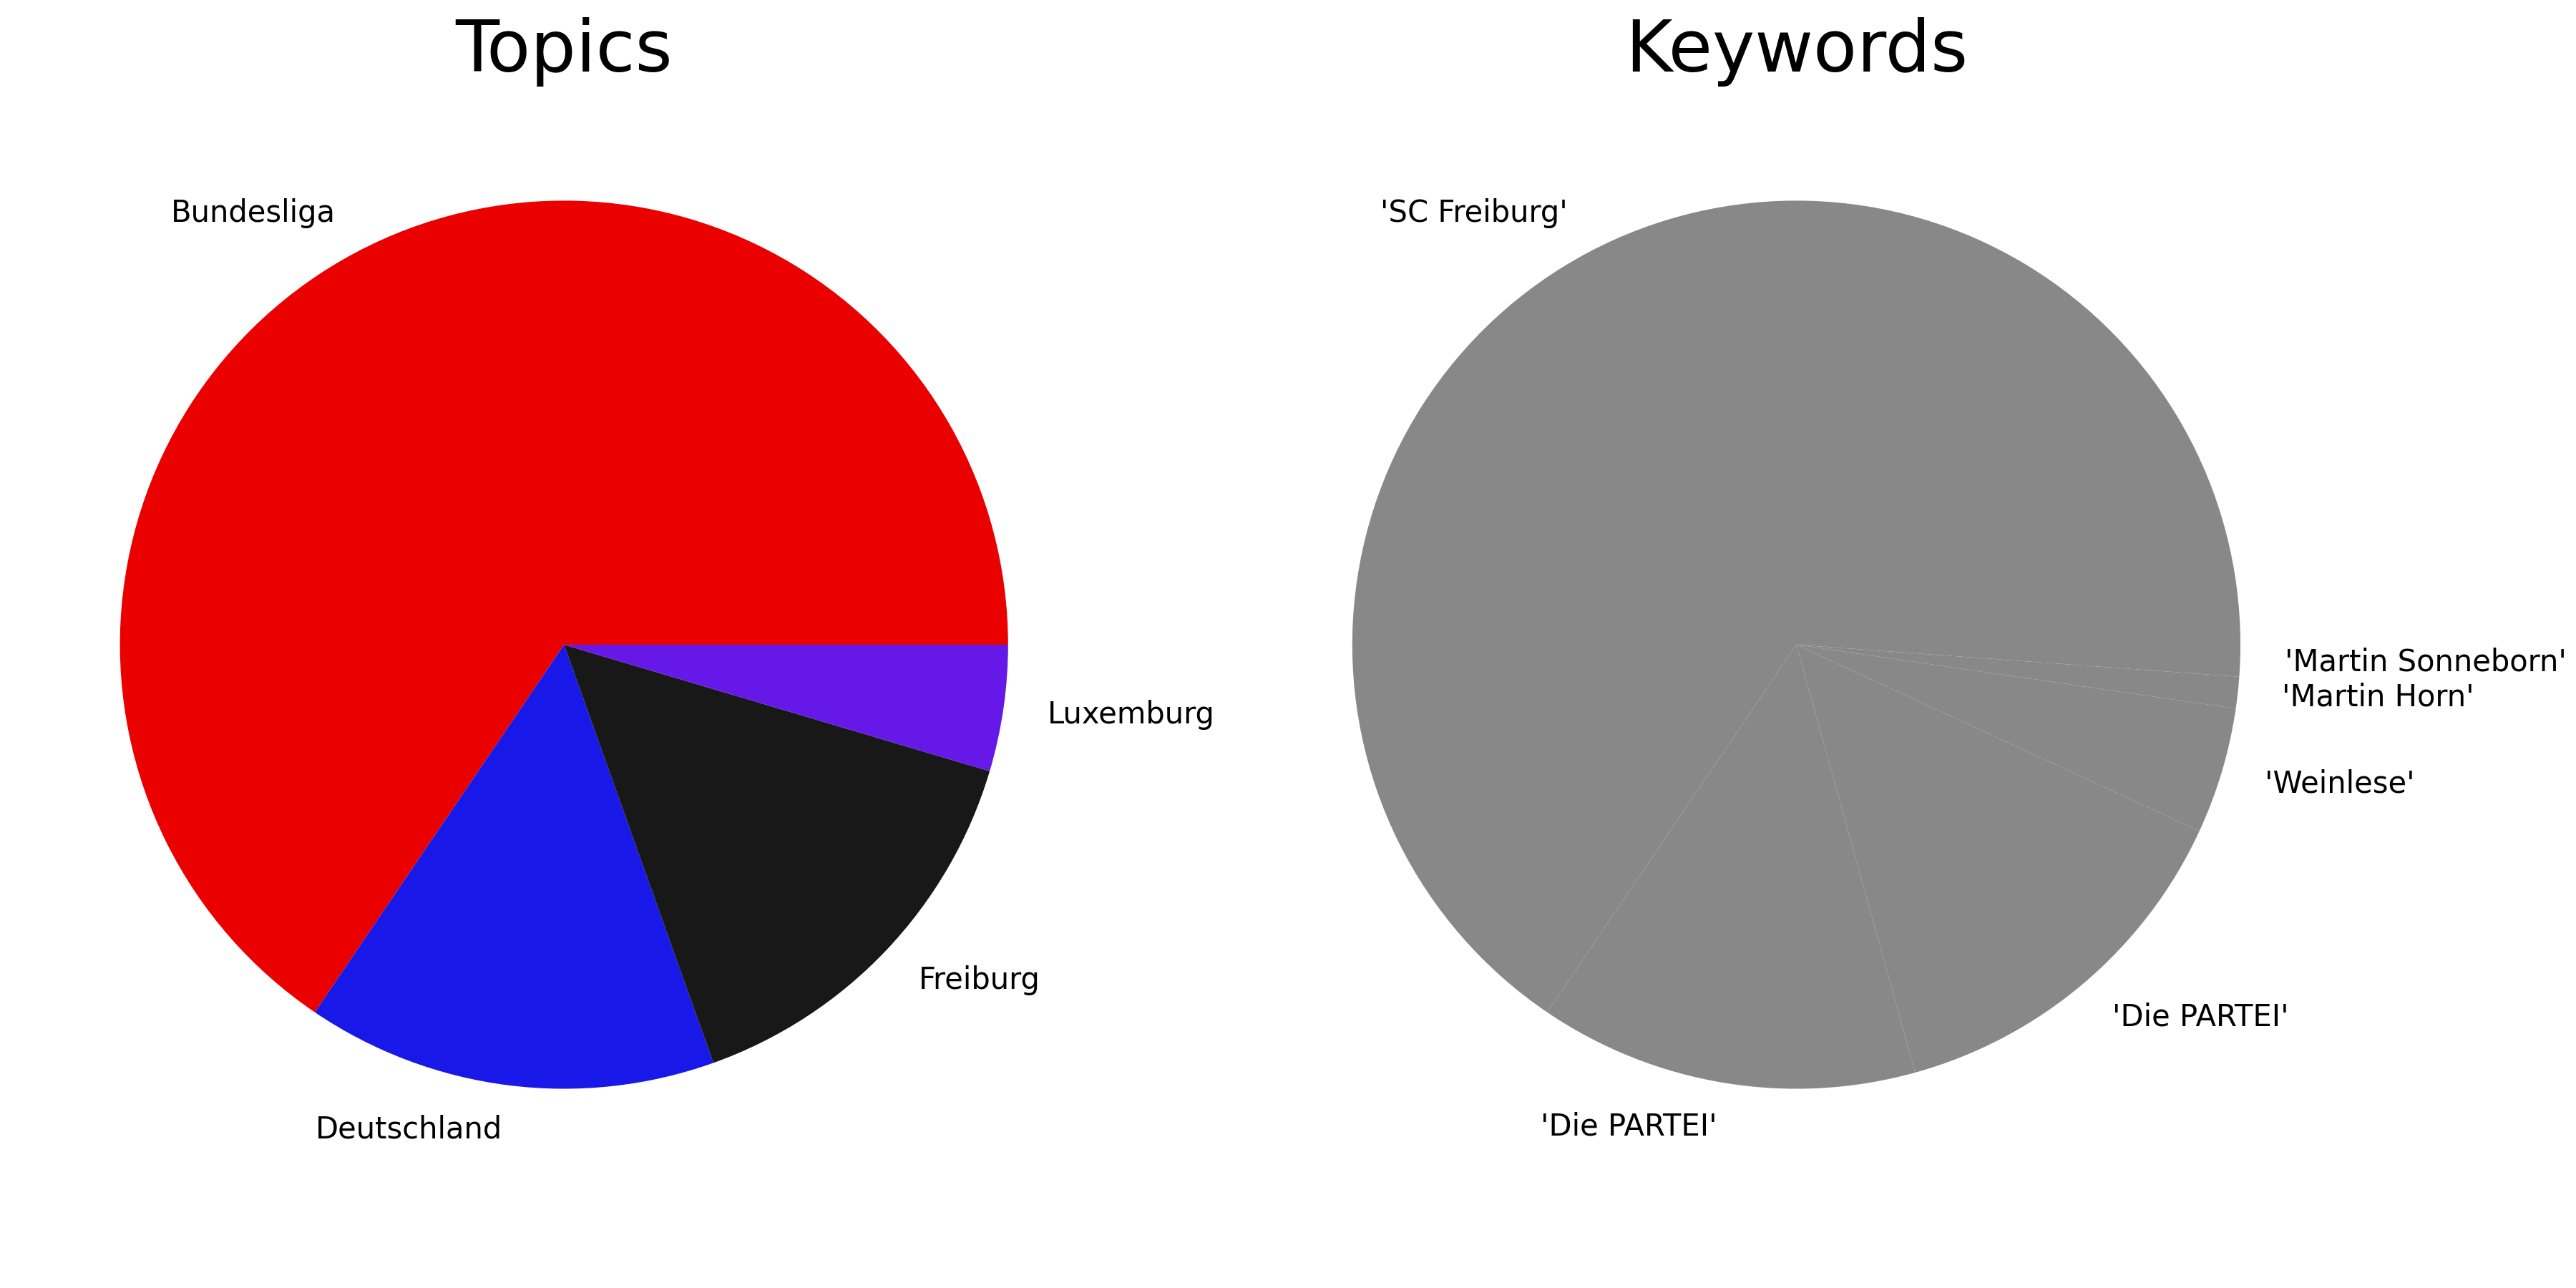 Topics
Bundesliga
Luxemburg
Freiburg
Deutschland
Keywords
'SC Freiburg'
'Martin Sonneborn'
'Martin Horn'
'Weinlese'
'Die PARTEI'
'Die PARTEI'